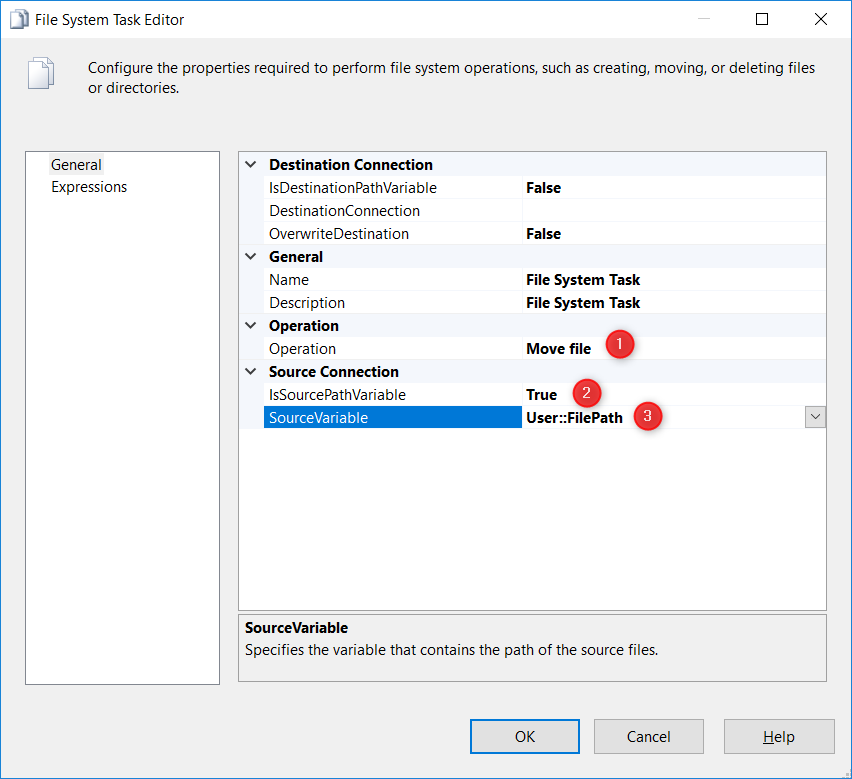 File System Task Editor
Configure the properties required to perform file system operations, such as creating, moving, or deleting files
or directories.
General
Expressions
Destination Connection
IsDestinationPathVariable False
DestinationConnection
OverwriteDestination False
General
Name File System Task
Description File System Task
Operation
Operation Move file 1
Source Connection
IsSourcePathVariable True 2
SourceVariable User::FilePath 3
SourceVariable
Specifies the variable that contains the path of the source files.
OK Cancel Help